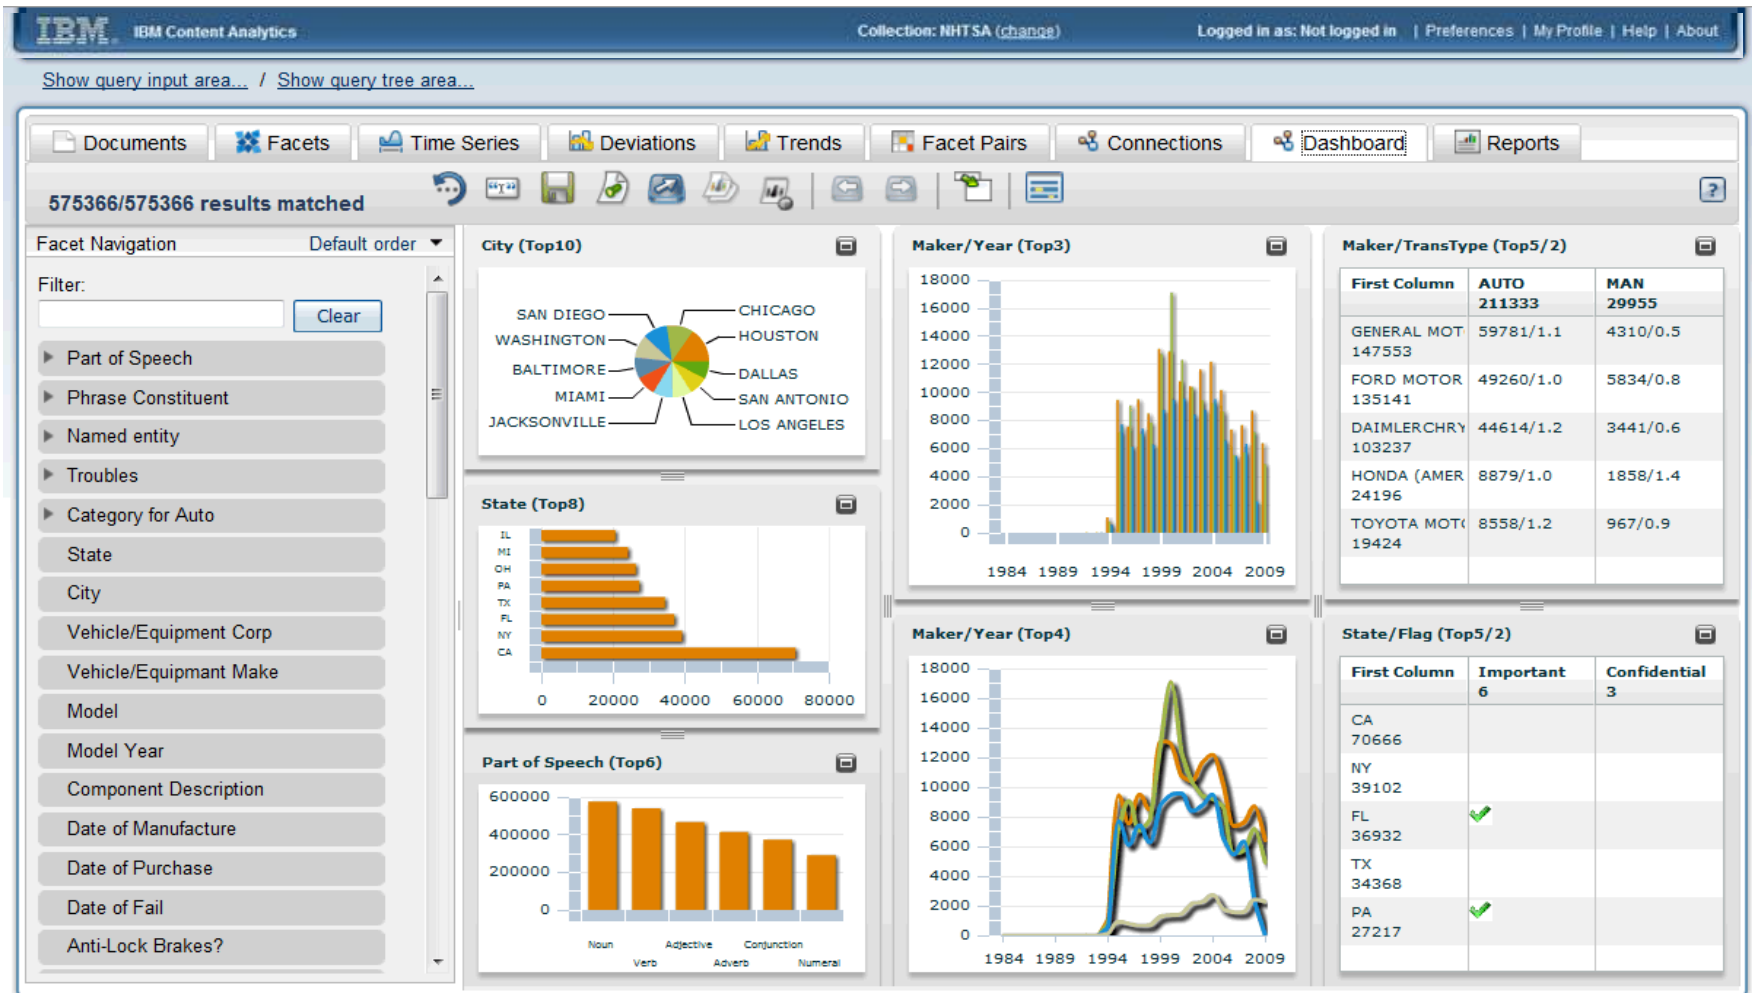 IBM. IBM Content Analytics
Collection: NHTSA (change)
Logged in as: Not logged in | Preferences | My Profile | Help | About
Show query input area... / Show query tree area...
Documents Facets Time Series Deviations Trends Facet Pairs Connections Dashboard Reports
575366/575366 results matched
Facet Navigation Default order
Filter:
Clear
Part of Speech
Phrase Constituent
Named entity
Troubles
Category for Auto
State
City
Vehicle/Equipment Corp
Vehicle/Equipmant Make
Model
Model Year
Component Description
Date of Manufacture
Date of Purchase
Date of Fail
Anti-Lock Brakes?
City (Top10)
SAN DIEGO
WASHINGTON
BALTIMORE
MIAMI
JACKSONVILLE
CHICAGO
HOUSTON
DALLAS
SAN ANTONIO
LOS ANGELES
State (Top8)
IL
MI
OH
PA
TX
FL
NY
CA
0 20000 40000 60000 80000
Part of Speech (Top6)
600000
400000
200000
0
Noun Adjective Conjunction
Verb Adverb Numeral
Maker/Year (Top3)
18000
16000
14000
12000
10000
8000
6000
4000
2000
0
1984 1989 1994 1999 2004 2009
Maker/Year (Top4)
18000
16000
14000
12000
10000
8000
6000
4000
2000
0
1984 1989 1994 1999 2004 2009
Maker/TransType (Top5/2)
First Column AUTO MAN
211333 29955
GENERAL MOT 59781/1.1 4310/0.5
147553
FORD MOTOR 49260/1.0 5834/0.8
135141
DAIMLERCHRY 44614/1.2 3441/0.6
103237
HONDA (AMER 8879/1.0 1858/1.4
24196
TOYOTA MOT( 8558/1.2 967/0.9
19424
State/Flag (Top5/2)
First Column Important Confidential
6 3
CA
70666
NY
39102
FL
36932
TX
34368
PA
27217